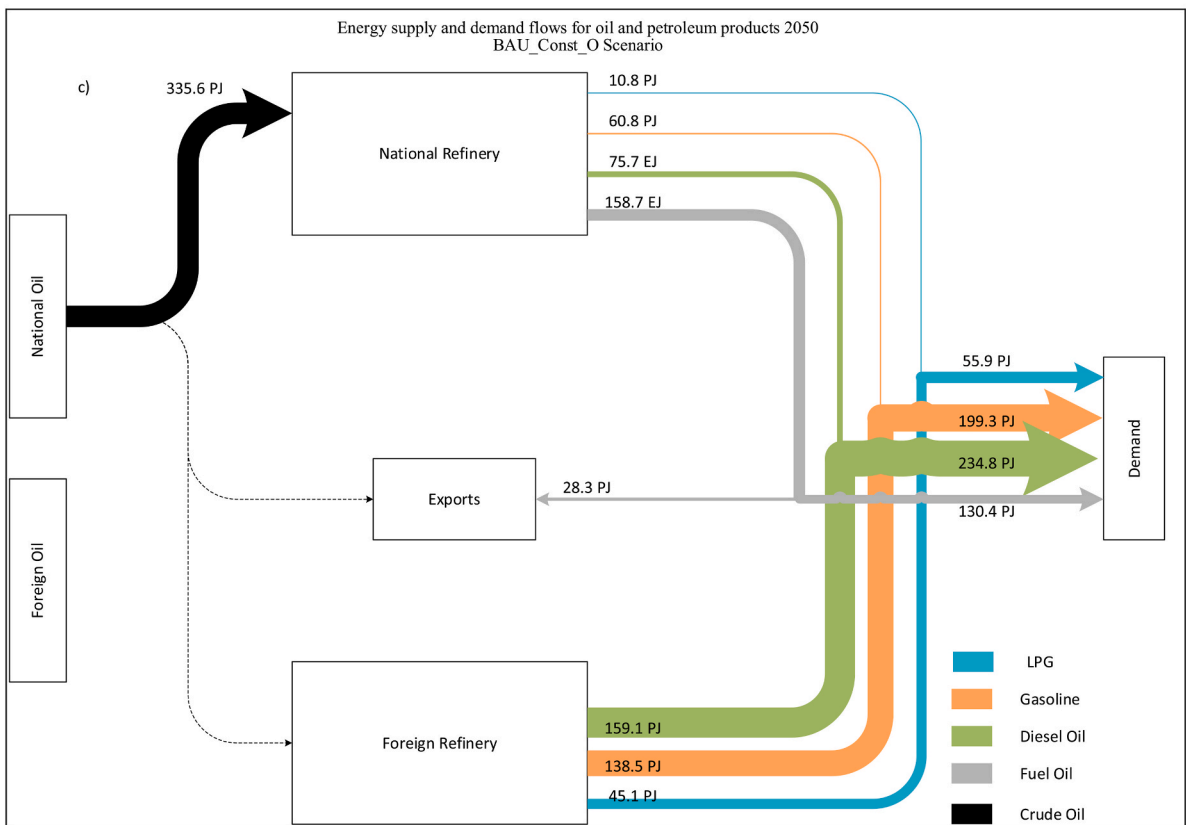 Energy supply and demand flows for oil and petroleum products 2050
BAU_Const_O Scenario
c)
335.6 PJ
10.8 PJ
60.8 PJ
75.7 EJ
158.7 EJ
National Refinery
National Oil
55.9 PJ
199.3 PJ
234.8 PJ
130.4 PJ
Demand
28.3 PJ
Exports
Foreign Oil
Foreign Refinery
159.1 PJ
138.5 PJ
45.1 PJ
LPG
Gasoline
Diesel Oil
Fuel Oil
Crude Oil